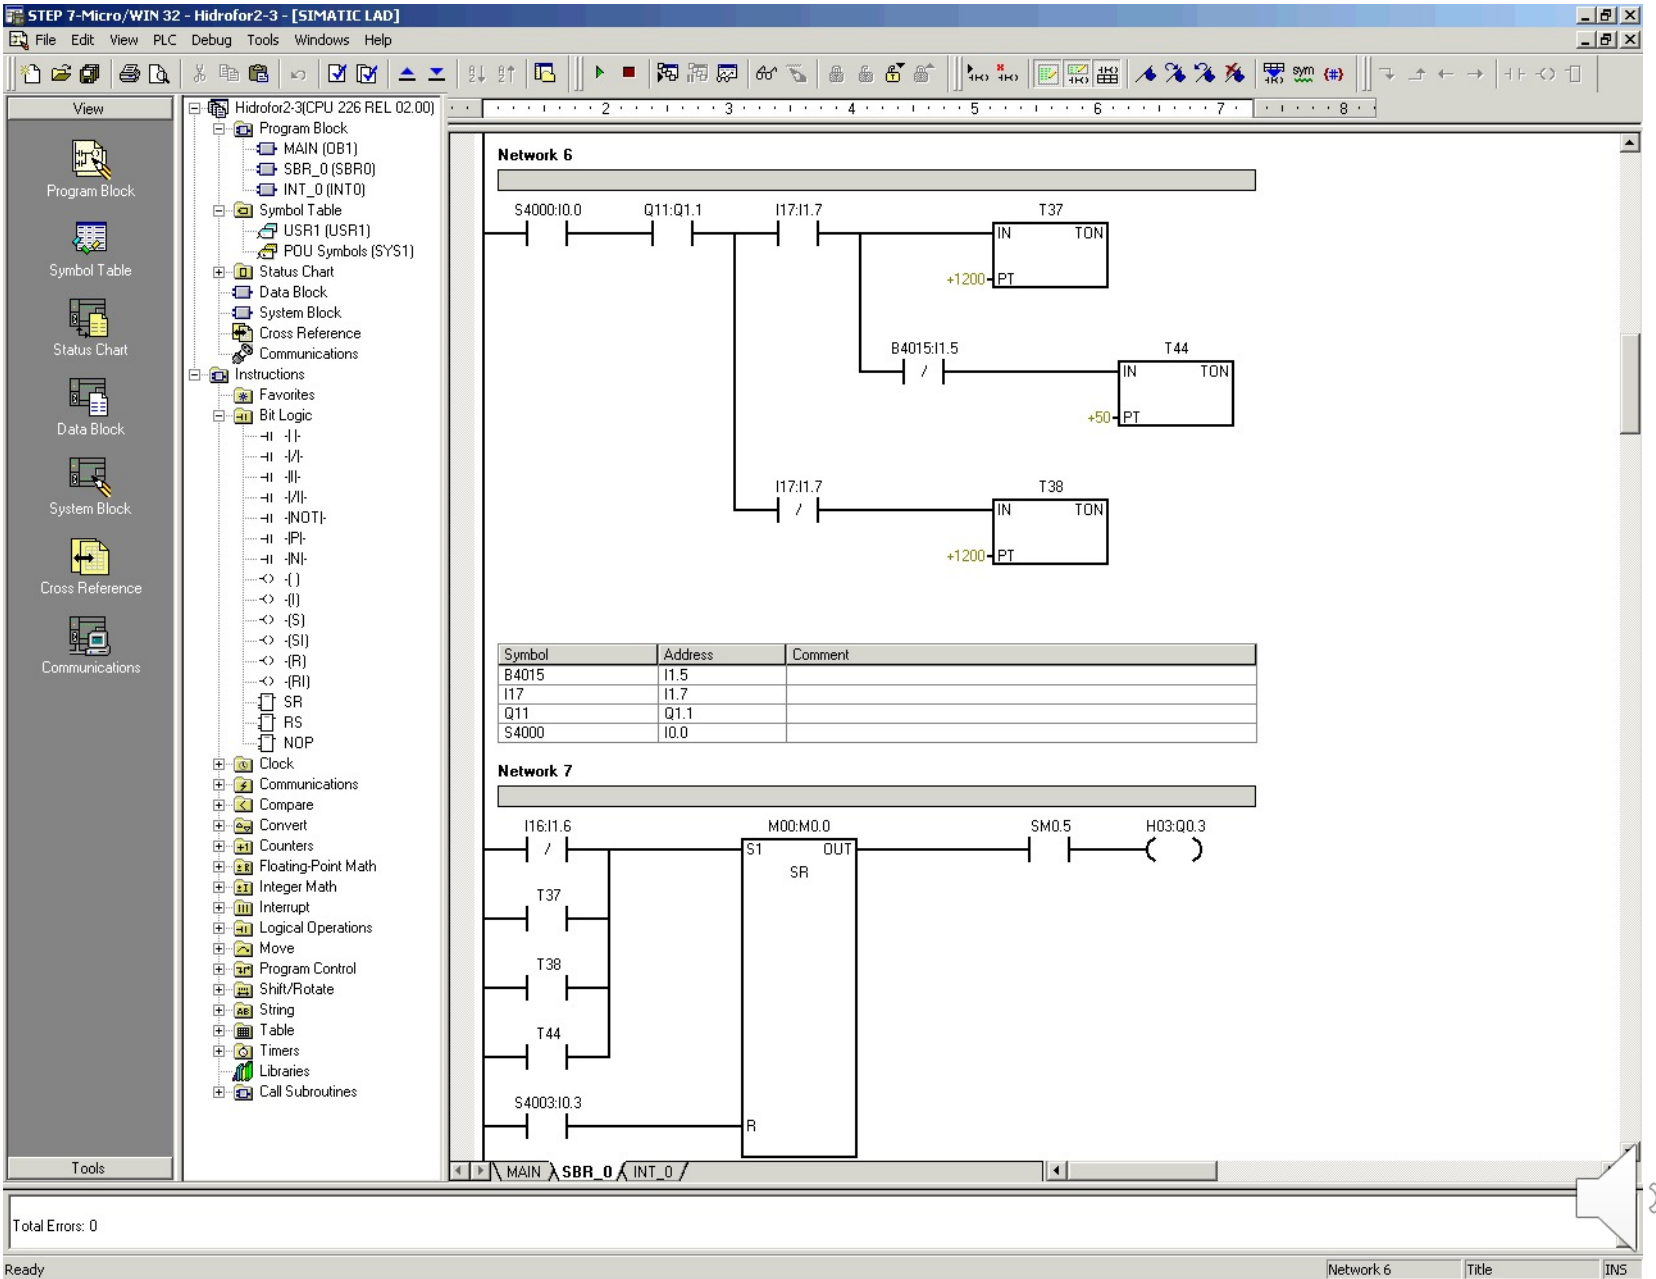 STEP 7-Micro/WIN 32 - Hidrofor2-3 - [SIMATIC LAD]
File Edit View PLC Debug Tools Windows Help
View
Program Block
Symbol Table
Status Chart
Data Block
System Block
Cross Reference
Communications
Tools
Hidrofor2-3(CPU 226 REL 02.00)
Program Block
MAIN (OB1)
SBR_0 (SBR0)
INT_0 (INT0)
Symbol Table
USR1 (USR1)
POU Symbols (SYS1)
Status Chart
Data Block
System Block
Cross Reference
Communications
Instructions
Favorites
Bit Logic
-| |-
-|/|-
-|I|-
-|/I|-
-|NOT|-
-|P|-
-|N|-
-( )
-(I)
-(S)
-(SI)
-(R)
-(RI)
SR
RS
NOP
Clock
Communications
Compare
Convert
Counters
Floating-Point Math
Integer Math
Interrupt
Logical Operations
Move
Program Control
Shift/Rotate
String
Table
Timers
Libraries
Call Subroutines
2 3 4 5 6 7 8
Network 6
S4000:I0.0 Q11:Q1.1 I17:I1.7 T37
IN TON
+1200 PT
B4015:I1.5 T44
IN TON
+50 PT
I17:I1.7 T38
IN TON
+1200 PT
Symbol Address Comment
B4015 I1.5
I17 I1.7
Q11 Q1.1
S4000 I0.0
Network 7
I16:I1.6 M00:M0.0 SM0.5 H03:Q0.3
S1 OUT
SR
T37
T38
T44
S4003:I0.3
R
MAIN SBR_0 INT_0
Total Errors: 0
Ready Network 6 Title INS